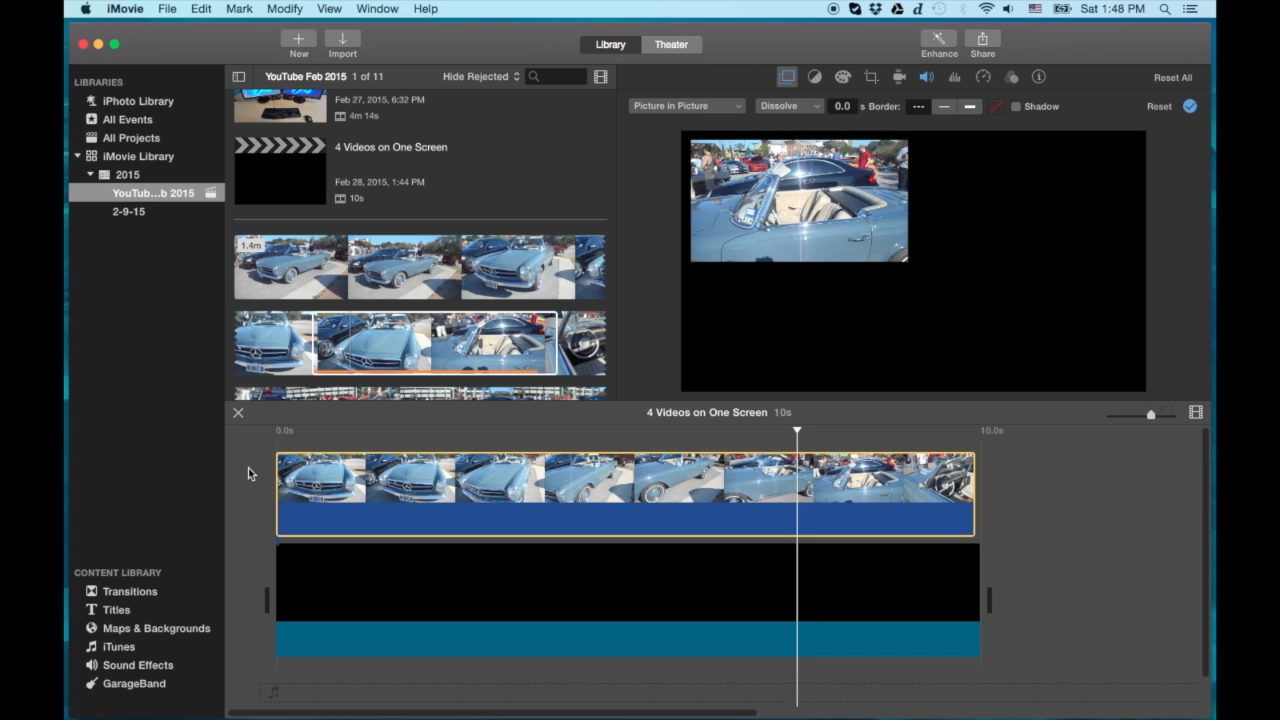 iMovie File Edit Mark Modify View Window Help Sat 1:48 PM
New Import Library Theater Enhance Share
LIBRARIES
iPhoto Library
All Events
All Projects
iMovie Library
2015
YouTub...b 2015
2-9-15
CONTENT LIBRARY
Transitions
Titles
Maps & Backgrounds
iTunes
Sound Effects
GarageBand
YouTube Feb 2015 1 of 11 Hide Rejected
Feb 27, 2015, 6:32 PM
4m 14s
4 Videos on One Screen
Feb 28, 2015, 1:44 PM
10s
1.4m
Reset All
Picture in Picture Dissolve 0.0 s Border: Shadow Reset
4 Videos on One Screen 10s
0.0s 10.0s